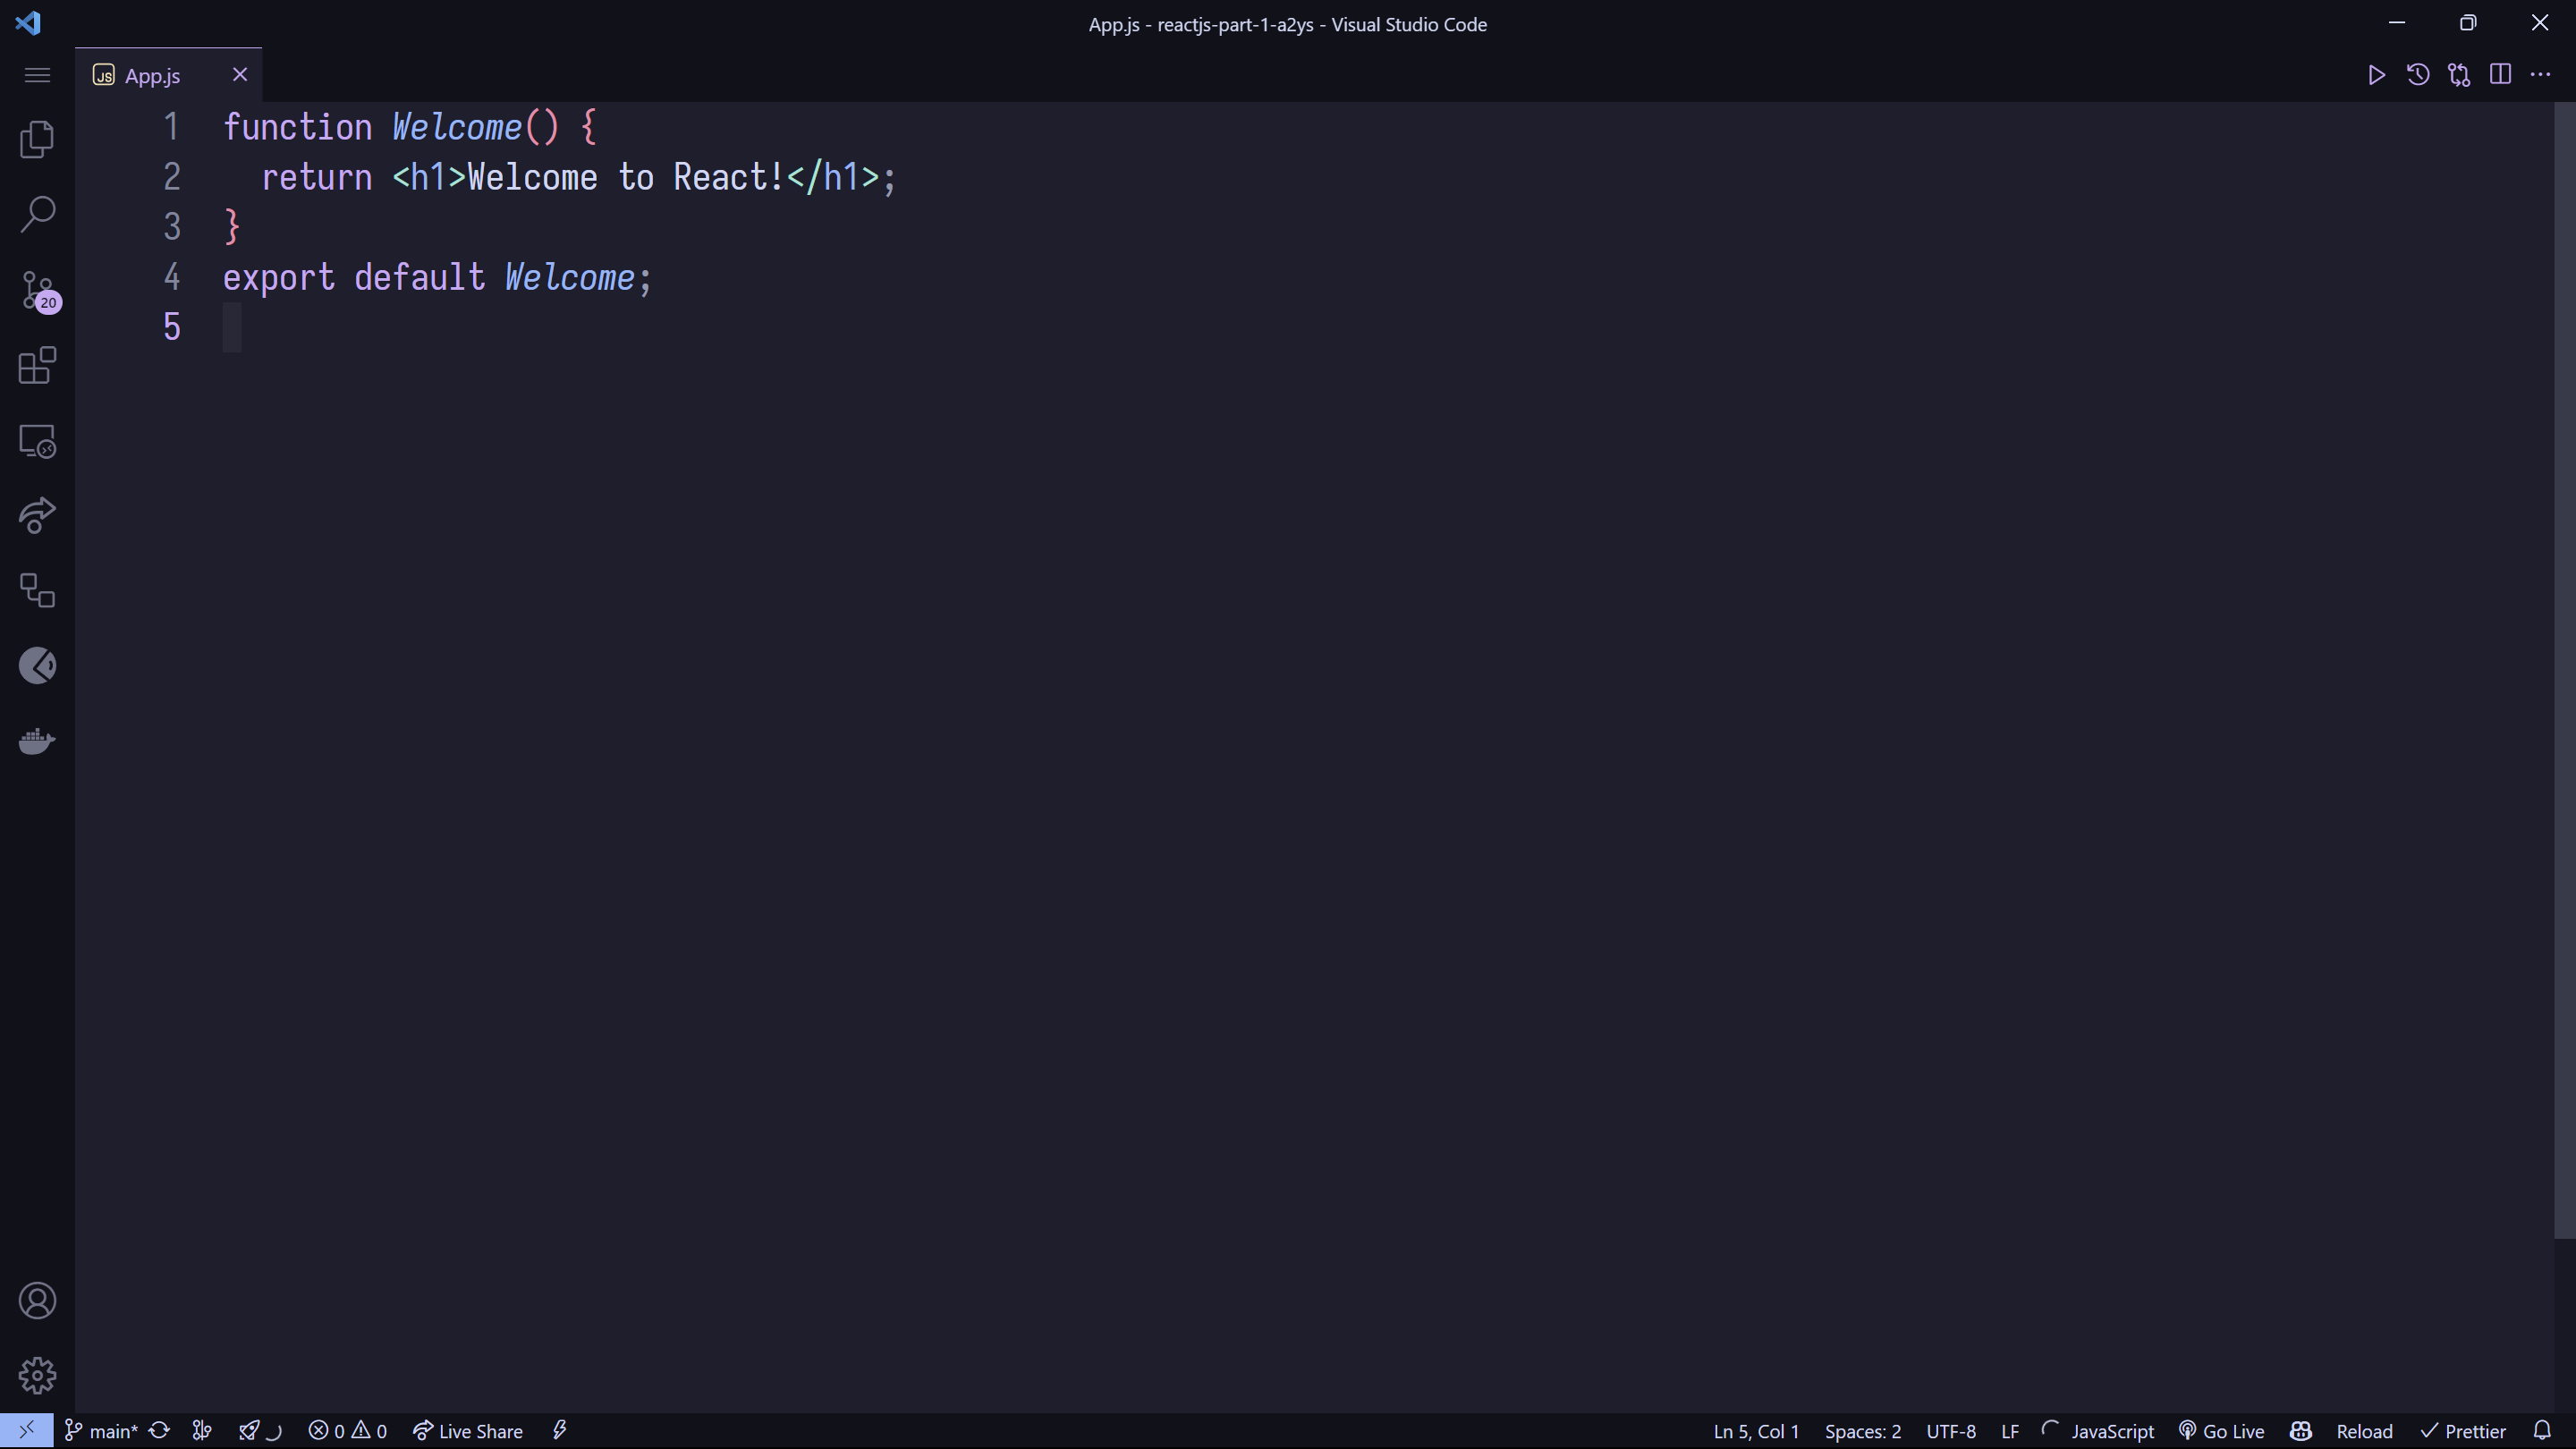 App.js - reactjs-part-1-a2ys - Visual Studio Code
JS App.js
1 function Welcome() {
2   return <h1>Welcome to React!</h1>;
3 }
4 export default Welcome;
5
20
main* 0 0 Live Share Ln 5, Col 1 Spaces: 2 UTF-8 LF JavaScript Go Live Reload Prettier